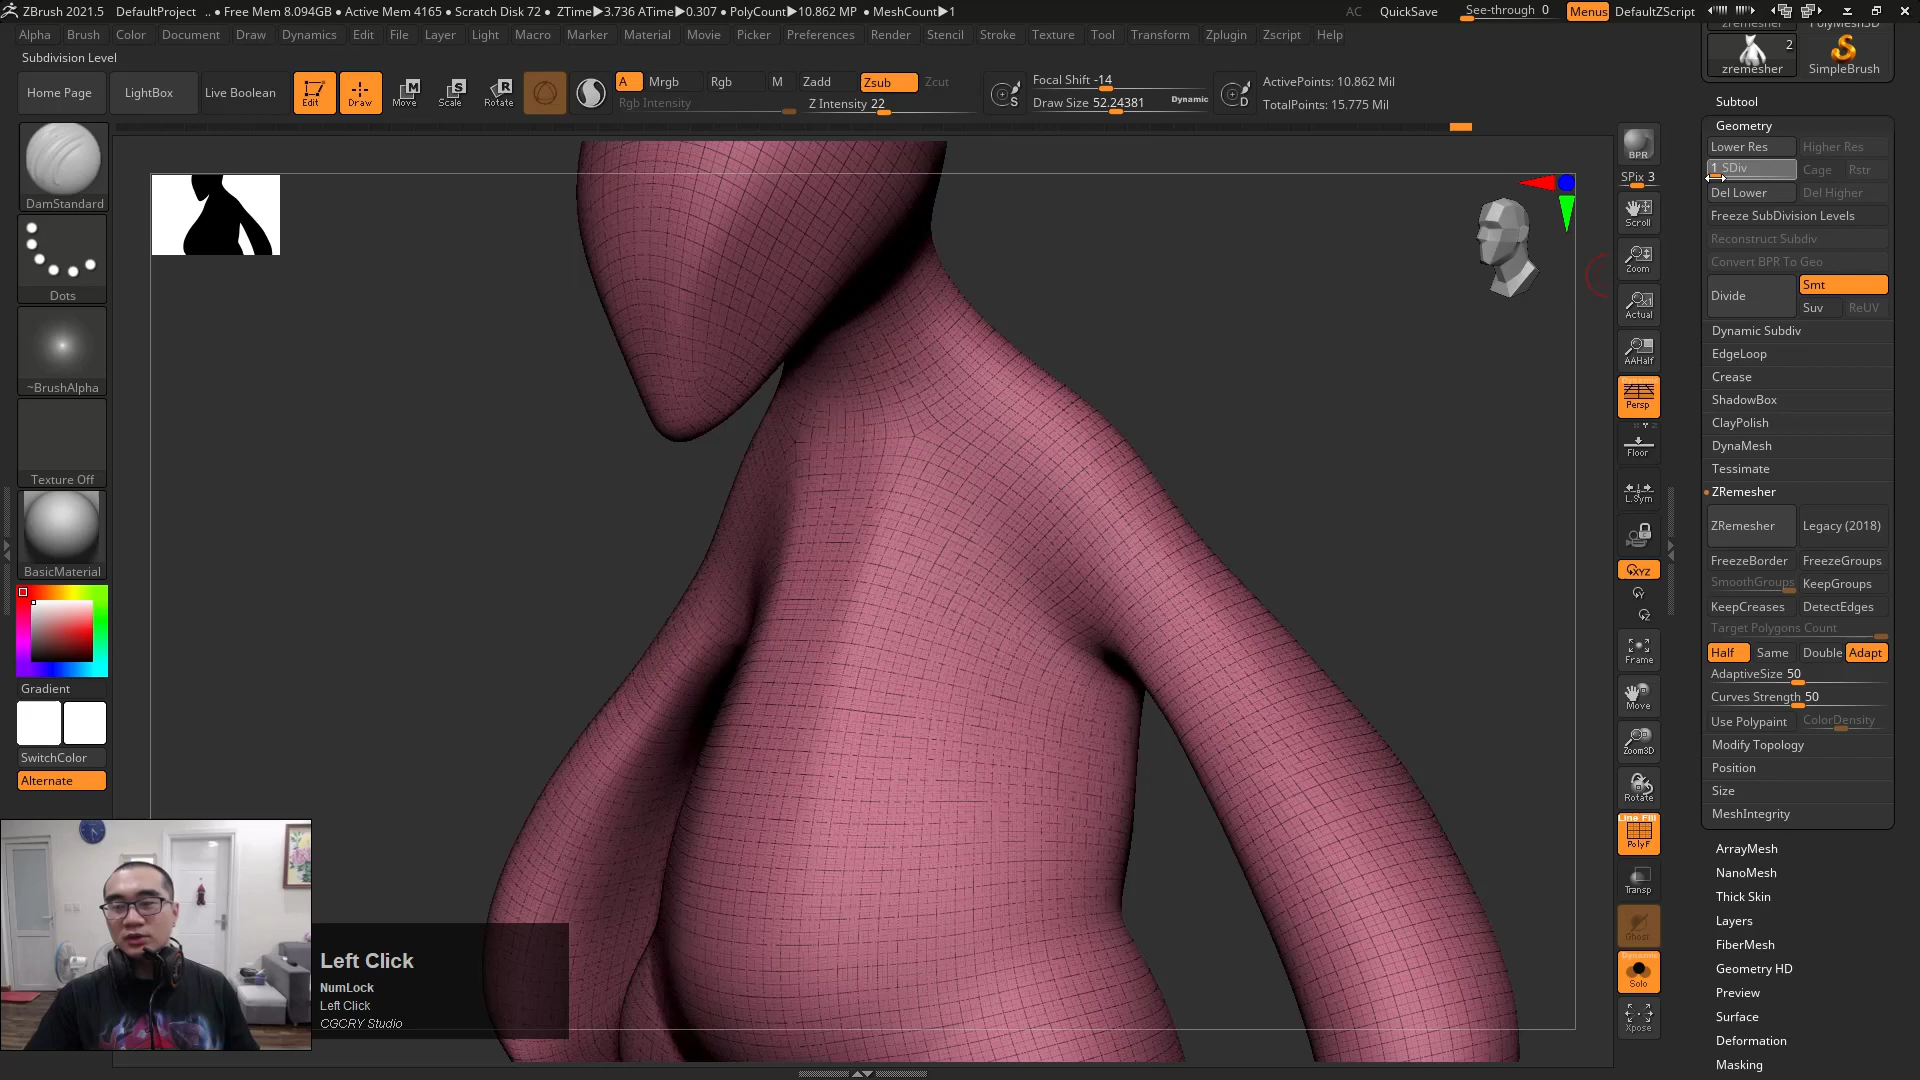 ZBrush 2021.5 DefaultProject .. ● Free Mem 8.094GB ● Active Mem 4165 ● Scratch Disk 72 ● ZTime▶3.736 ATime▶0.307 ● PolyCount▶10.862 MP ● MeshCount▶1 AC QuickSave See-through 0 Menus DefaultZScript
Alpha Brush Color Document Draw Dynamics Edit File Layer Light Macro Marker Material Movie Picker Preferences Render Stencil Stroke Texture Tool Transform Zplugin Zscript Help
Subdivision Level
Home Page LightBox Live Boolean Edit Draw Move Scale Rotate
A Mrgb Rgb M Zadd Zsub Zcut
Rgb Intensity Z Intensity 22
Focal Shift -14
Draw Size 52.24381 Dynamic
ActivePoints: 10.862 Mil
TotalPoints: 15.775 Mil
DamStandard
Dots
~BrushAlpha
Texture Off
BasicMaterial
Gradient
SwitchColor
Alternate
Left Click
NumLock
Left Click
CGCRY Studio
BPR
SPix 3
Scroll
Zoom
Actual
AAHalf
Persp
Floor
L.Sym
XYZ
Frame
Move
Zoom3D
Rotate
Line Fill
PolyF
Transp
Ghost
Dynamic
Solo
Xpose
2
zremesher SimpleBrush
Subtool
Geometry
Lower Res Higher Res
1 SDiv Cage Rstr
Del Lower Del Higher
Freeze SubDivision Levels
Reconstruct Subdiv
Convert BPR To Geo
Divide Smt
Suv ReUV
Dynamic Subdiv
EdgeLoop
Crease
ShadowBox
ClayPolish
DynaMesh
Tessimate
ZRemesher
ZRemesher Legacy (2018)
FreezeBorder FreezeGroups
SmoothGroups KeepGroups
KeepCreases DetectEdges
Target Polygons Count
Half Same Double Adapt
AdaptiveSize 50
Curves Strength 50
Use Polypaint ColorDensity
Modify Topology
Position
Size
MeshIntegrity
ArrayMesh
NanoMesh
Thick Skin
Layers
FiberMesh
Geometry HD
Preview
Surface
Deformation
Masking